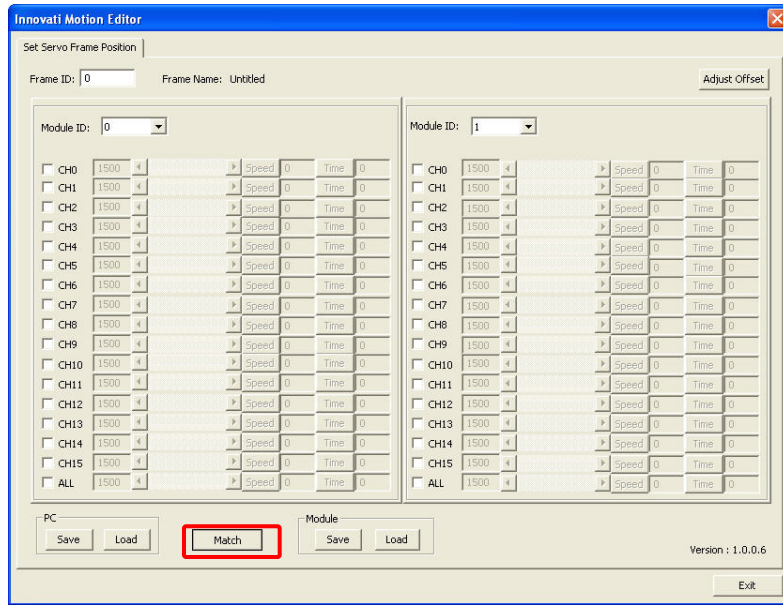 Innovati Motion Editor
Set Servo Frame Position
Frame ID: 0 Frame Name: Untitled Adjust Offset
Module ID: 0 Module ID: 1
CH0 1500 Speed 0 Time 0 CH0 1500 Speed 0 Time 0
CH1 1500 Speed 0 Time 0 CH1 1500 Speed 0 Time 0
CH2 1500 Speed 0 Time 0 CH2 1500 Speed 0 Time 0
CH3 1500 Speed 0 Time 0 CH3 1500 Speed 0 Time 0
CH4 1500 Speed 0 Time 0 CH4 1500 Speed 0 Time 0
CH5 1500 Speed 0 Time 0 CH5 1500 Speed 0 Time 0
CH6 1500 Speed 0 Time 0 CH6 1500 Speed 0 Time 0
CH7 1500 Speed 0 Time 0 CH7 1500 Speed 0 Time 0
CH8 1500 Speed 0 Time 0 CH8 1500 Speed 0 Time 0
CH9 1500 Speed 0 Time 0 CH9 1500 Speed 0 Time 0
CH10 1500 Speed 0 Time 0 CH10 1500 Speed 0 Time 0
CH11 1500 Speed 0 Time 0 CH11 1500 Speed 0 Time 0
CH12 1500 Speed 0 Time 0 CH12 1500 Speed 0 Time 0
CH13 1500 Speed 0 Time 0 CH13 1500 Speed 0 Time 0
CH14 1500 Speed 0 Time 0 CH14 1500 Speed 0 Time 0
CH15 1500 Speed 0 Time 0 CH15 1500 Speed 0 Time 0
ALL 1500 Speed 0 Time 0 ALL 1500 Speed 0 Time 0
PC Module
Save Load Match Save Load
Version : 1.0.0.6
Exit